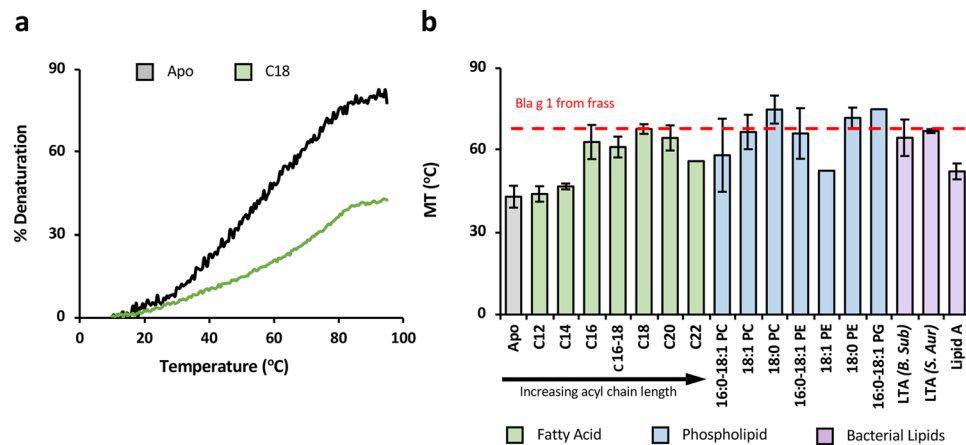 a
90
60
30
0
% Denaturation
Apo
C18
0
20
40
60
80
100
Temperature (°C)
b
90
60
30
0
MT (°C)
Bla g 1 from frass
Apo
C12
C14
C16
C16-18
C18
C20
C22
16:0-18:1 PC
18:1 PC
18:0 PC
16:0-18:1 PE
18:1 PE
18:0 PE
16:0-18:1 PG
LTA (B. Sub)
LTA (S. Aur)
Lipid A
Increasing acyl chain length
Fatty Acid
Phospholipid
Bacterial Lipids